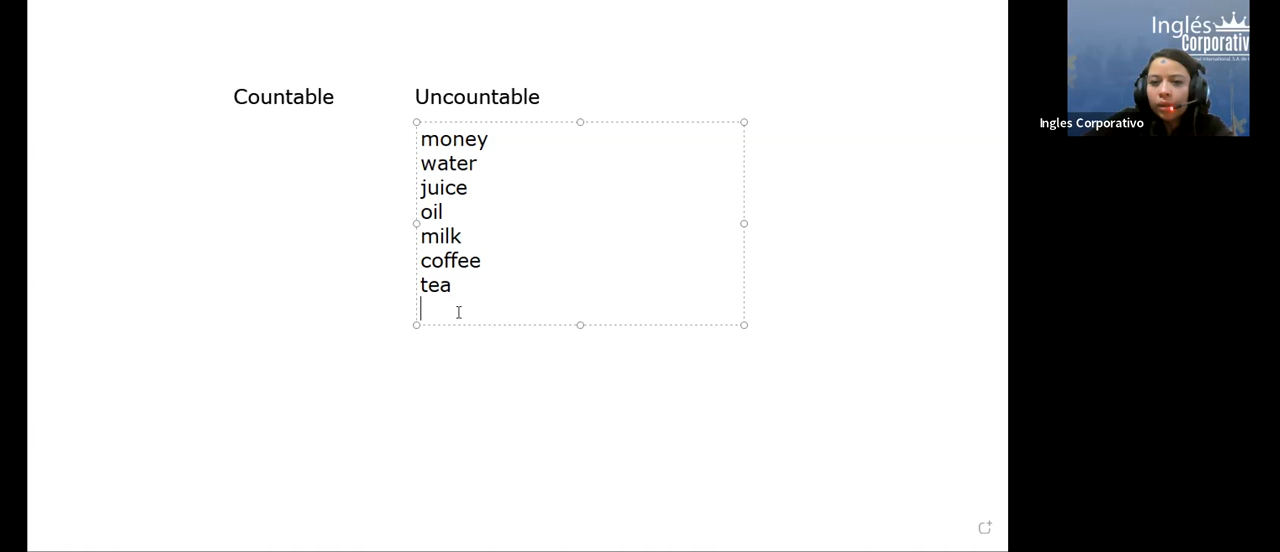 Countable Uncountable
money
water
juice
oil
milk
coffee
tea
Inglés
Corporativ
Ingles Corporativo